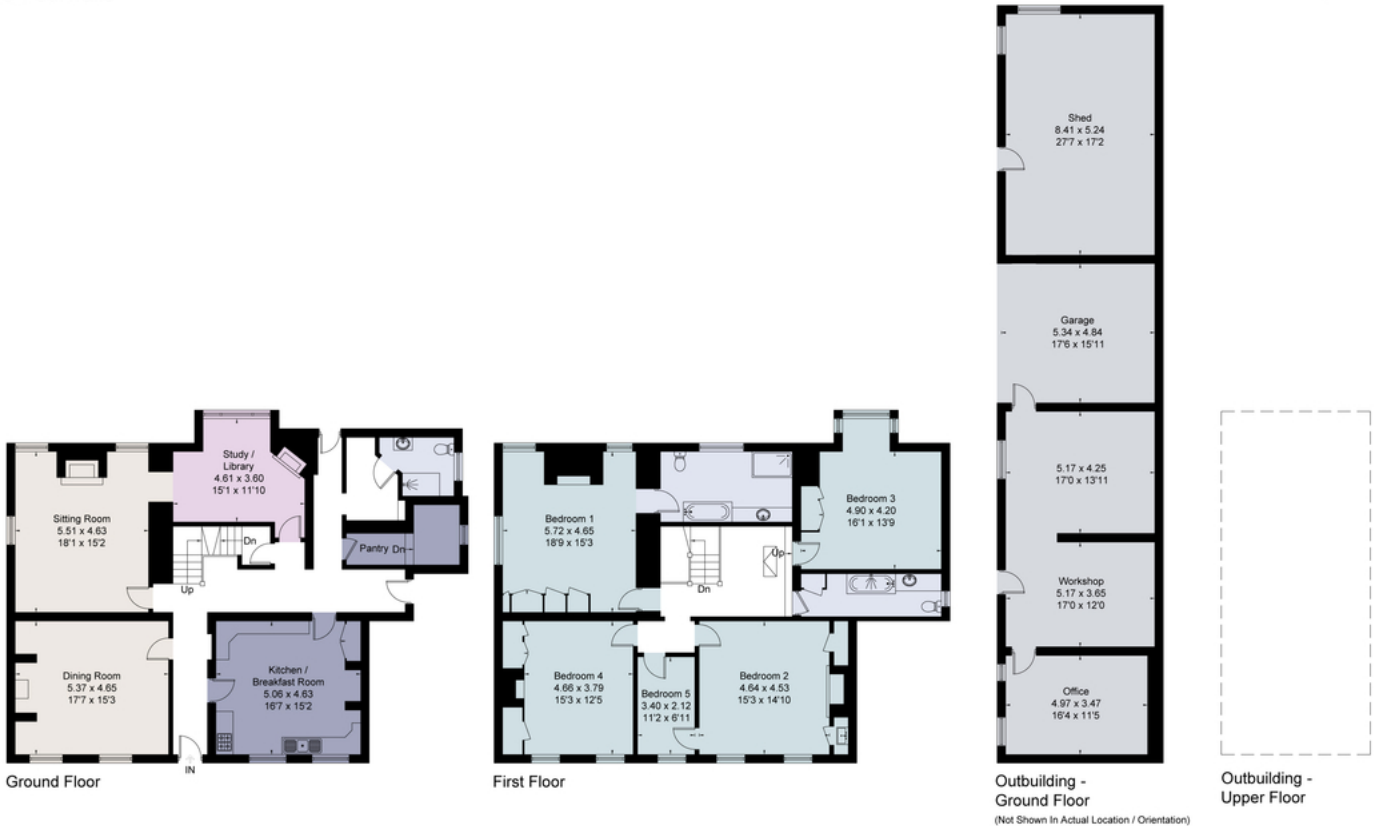 Sitting Room
5.51 x 4.63
18'1 x 15'2
Study /
Library
4.61 x 3.60
15'1 x 11'10
Dn
Pantry Dn
Up
Dining Room
5.37 x 4.65
17'7 x 15'3
Kitchen /
Breakfast Room
5.06 x 4.63
16'7 x 15'2
IN
Ground Floor
Bedroom 1
5.72 x 4.65
18'9 x 15'3
Bedroom 3
4.90 x 4.20
16'1 x 13'9
Up
Dn
Bedroom 4
4.66 x 3.79
15'3 x 12'5
Bedroom 5
3.40 x 2.12
11'2 x 6'11
Bedroom 2
4.64 x 4.53
15'3 x 14'10
First Floor
Shed
8.41 x 5.24
27'7 x 17'2
Garage
5.34 x 4.84
17'6 x 15'11
5.17 x 4.25
17'0 x 13'11
Workshop
5.17 x 3.65
17'0 x 12'0
Office
4.97 x 3.47
16'4 x 11'5
Outbuilding -
Ground Floor
(Not Shown In Actual Location / Orientation)
Outbuilding -
Upper Floor